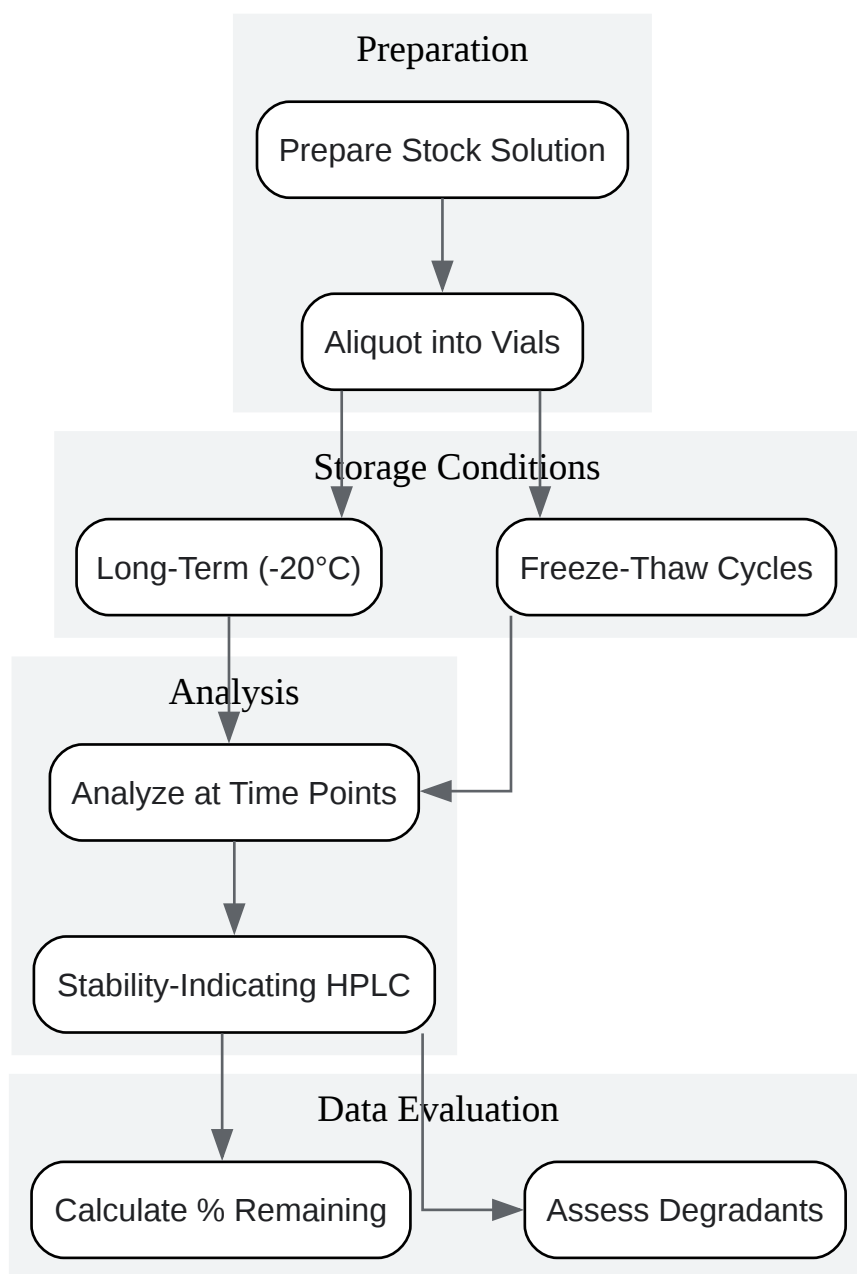 Preparation
Prepare Stock Solution
Aliquot into Vials
Storage Conditions
Long-Term (-20°C)
Freeze-Thaw Cycles
Analysis
Analyze at Time Points
Stability-Indicating HPLC
Data Evaluation
Calculate % Remaining
Assess Degradants